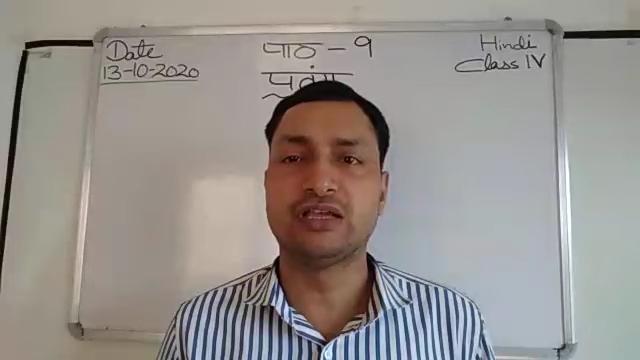 Date
13-10-2020
पाठ - 9
Hindi
Class IV